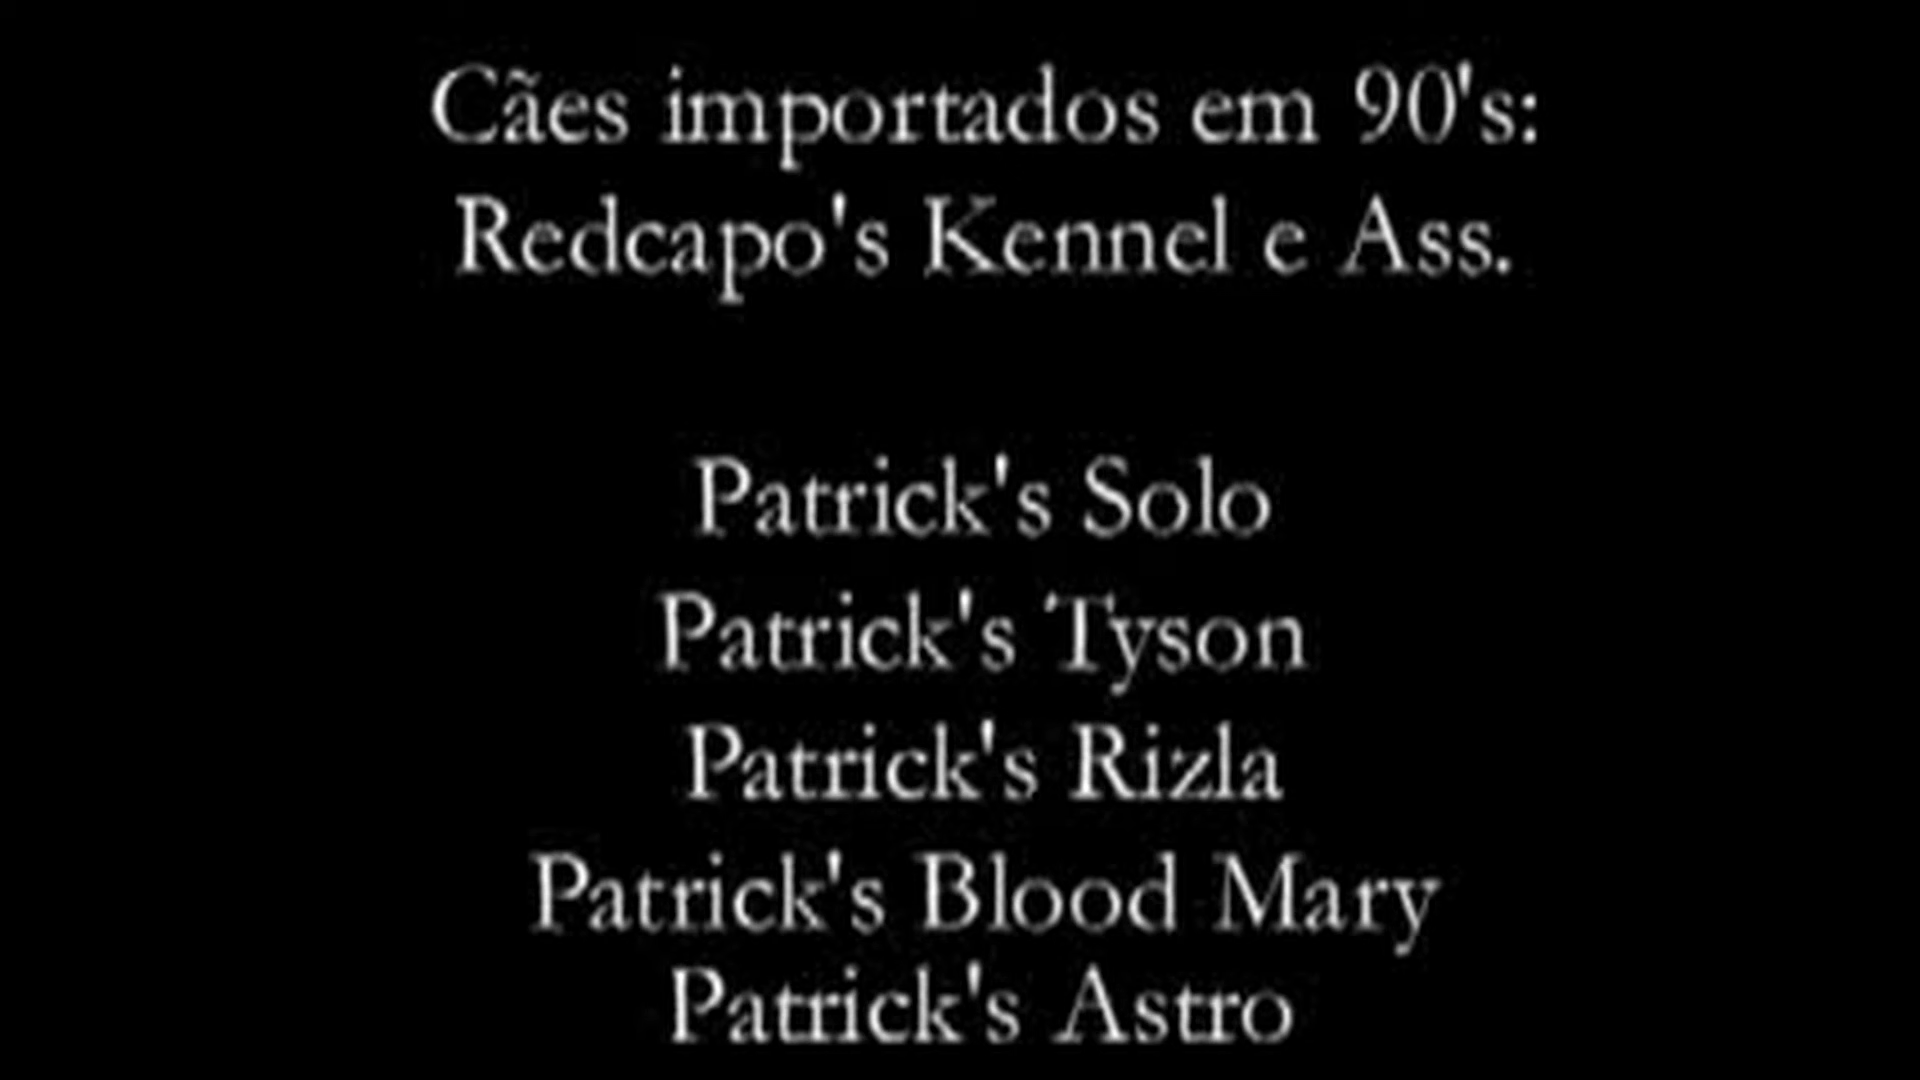 Cães importados em 90's:
Redcapo's Kennel e Ass.
Patrick's Solo
Patrick's Tyson
Patrick's Rizla
Patrick's Blood Mary
Patrick's Astro